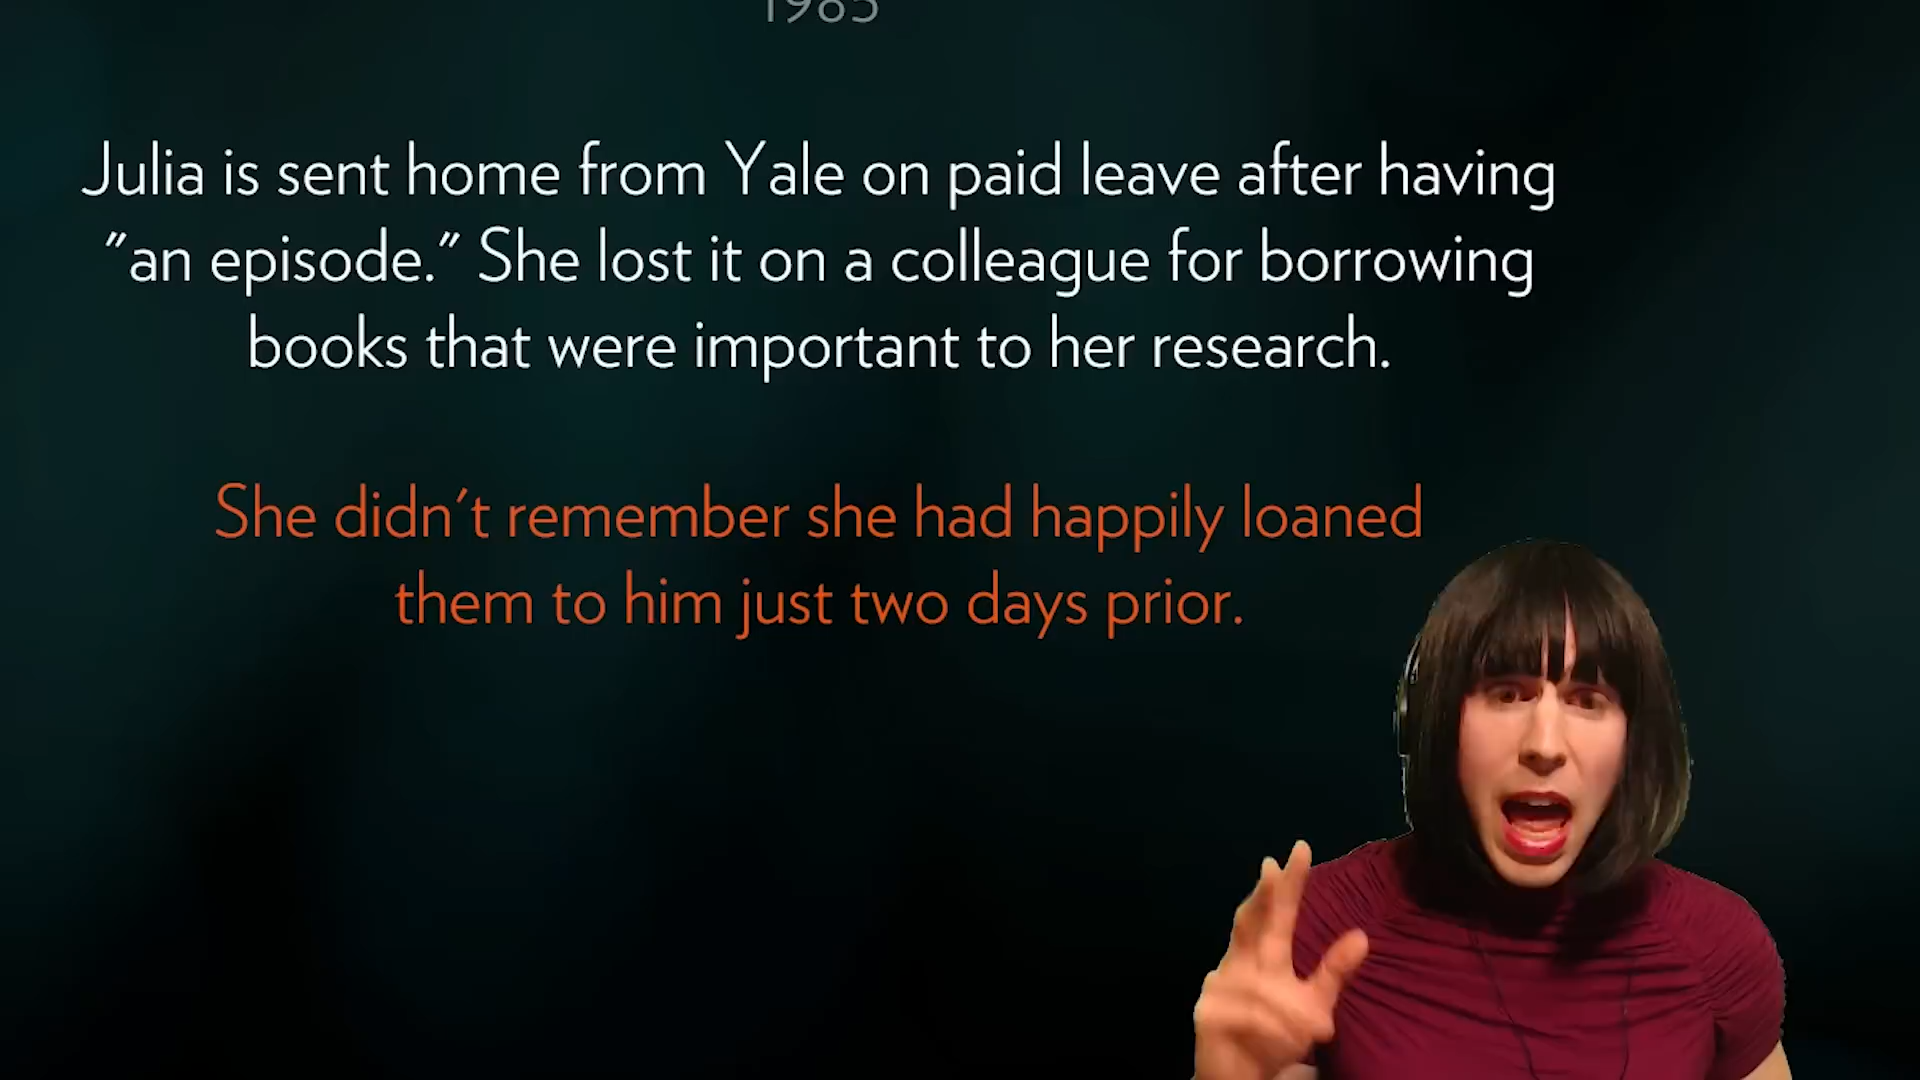 1985
Julia is sent home from Yale on paid leave after having
"an episode." She lost it on a colleague for borrowing
books that were important to her research.
She didn't remember she had happily loaned
them to him just two days prior.